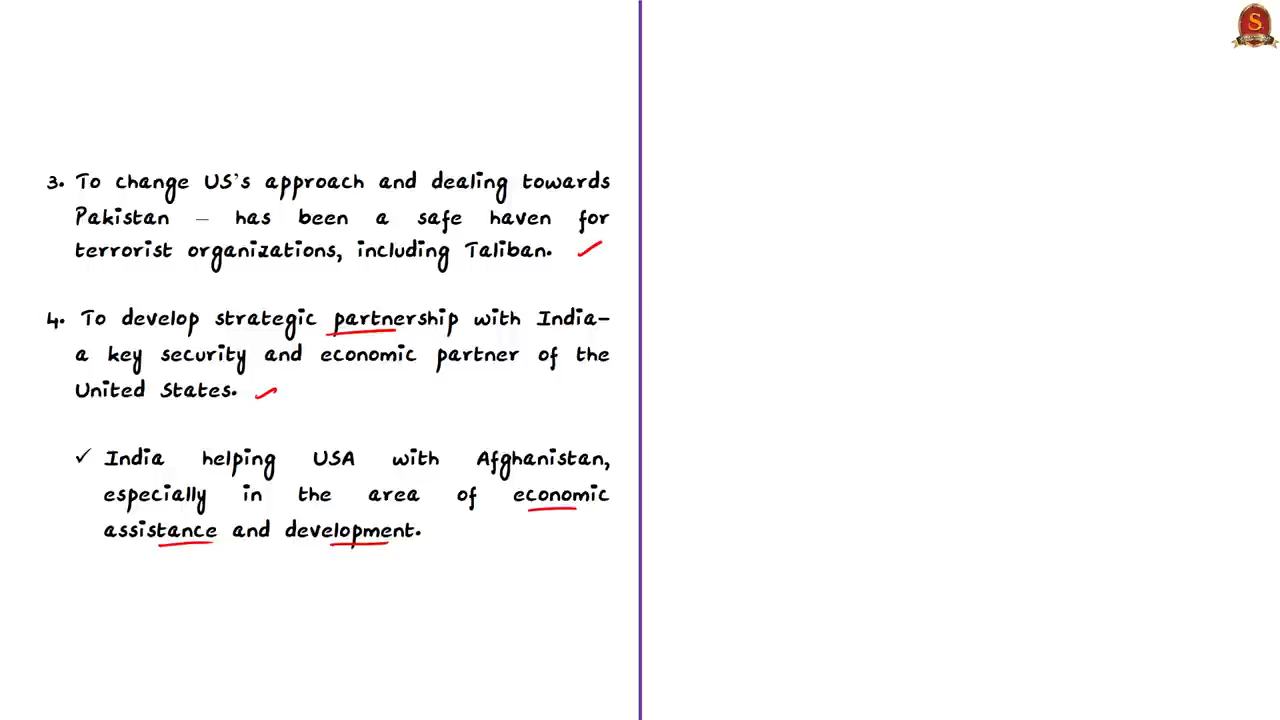 3. To change US's approach and dealing towards
Pakistan – has been a safe haven for
terrorist organizations, including Taliban.
4. To develop strategic partnership with India-
a key security and economic partner of the
United States.
✓ India helping USA with Afghanistan,
especially in the area of economic
assistance and development.
S